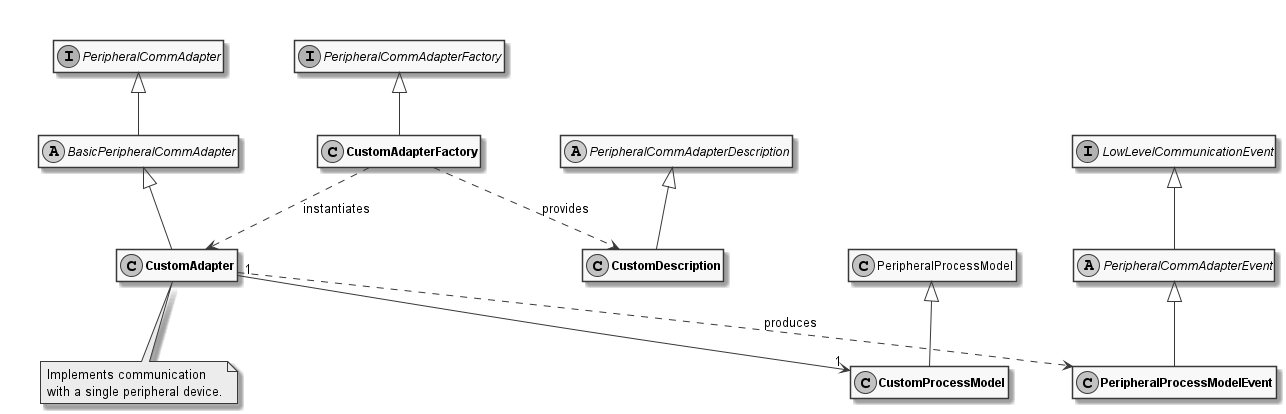 I PeripheralCommAdapter
I PeripheralCommAdapterFactory
A BasicPeripheralCommAdapter
C CustomAdapterFactory
A PeripheralCommAdapterDescription
I LowLevelCommunicationEvent
instantiates
provides
C CustomAdapter
C CustomDescription
C PeripheralProcessModel
A PeripheralCommAdapterEvent
1
produces
1
Implements communication
with a single peripheral device.
C CustomProcessModel
C PeripheralProcessModelEvent